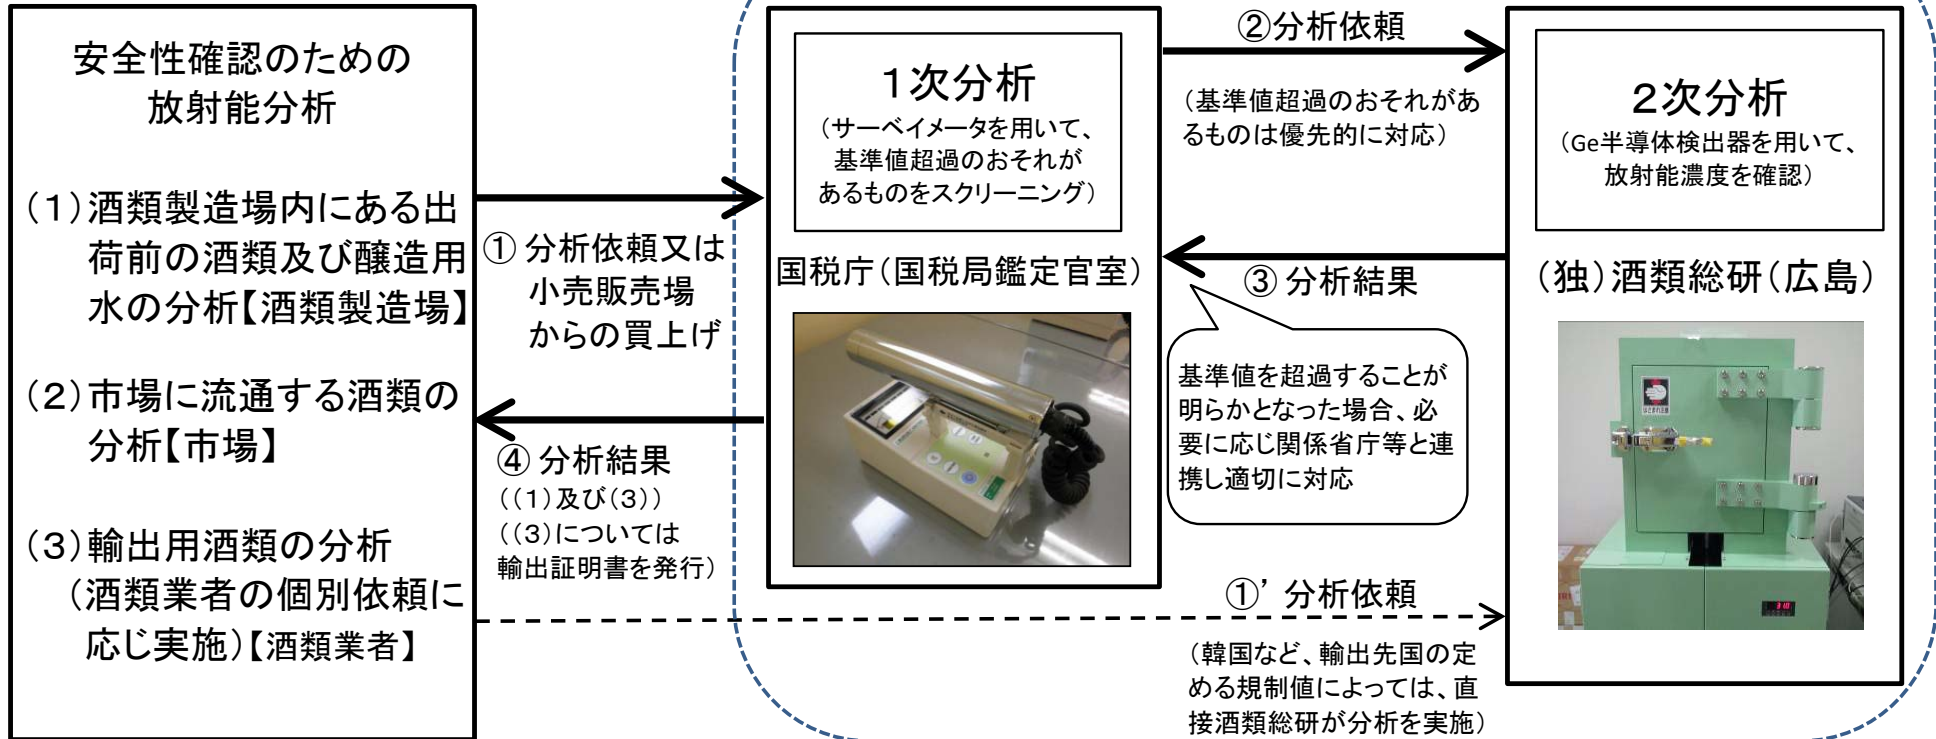 安全性確認のための
放射能分析
(1)酒類製造場内にある出
荷前の酒類及び醸造用
水の分析【酒類製造場】
(2)市場に流通する酒類の
分析【市場】
(3)輸出用酒類の分析
(酒類業者の個別依頼に
応じ実施)【酒類業者】
① 分析依頼又は
小売販売場
からの買上げ
④ 分析結果
((1)及び(3))
((3)については
輸出証明書を発行)
1次分析
(サーベイメータを用いて、
基準値超過のおそれが
あるものをスクリーニング)
国税庁(国税局鑑定官室)
②分析依頼
(基準値超過のおそれがあ
るものは優先的に対応)
③ 分析結果
基準値を超過することが
明らかとなった場合、必
要に応じ関係省庁等と連
携し適切に対応
①’ 分析依頼
(韓国など、輸出先国の定
める規制値によっては、直
接酒類総研が分析を実施)
2次分析
(Ge半導体検出器を用いて、
放射能濃度を確認)
(独)酒類総研(広島)